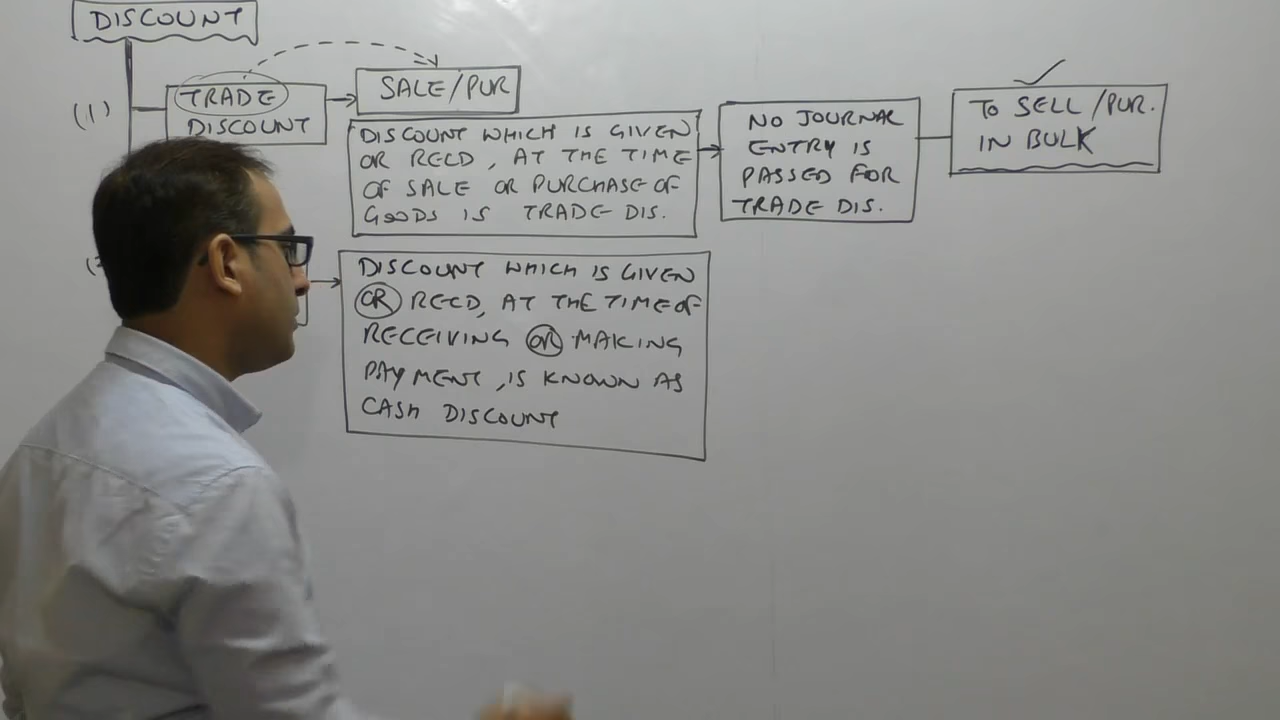 DISCOUNT
(1)
TRADE
DISCOUNT
SALE/PUR
DISCOUNT WHICH IS GIVEN
OR RECD, AT THE TIME
OF SALE OR PURCHASE OF
GOODS IS TRADE DIS.
NO JOURNAL
ENTRY IS
PASSED FOR
TRADE DIS.
TO SELL/PUR.
IN BULK
DISCOUNT WHICH IS GIVEN
OR RECD, AT THE TIME OF
RECEIVING OR MAKING
PAYMENT, IS KNOWN AS
CASH DISCOUNT